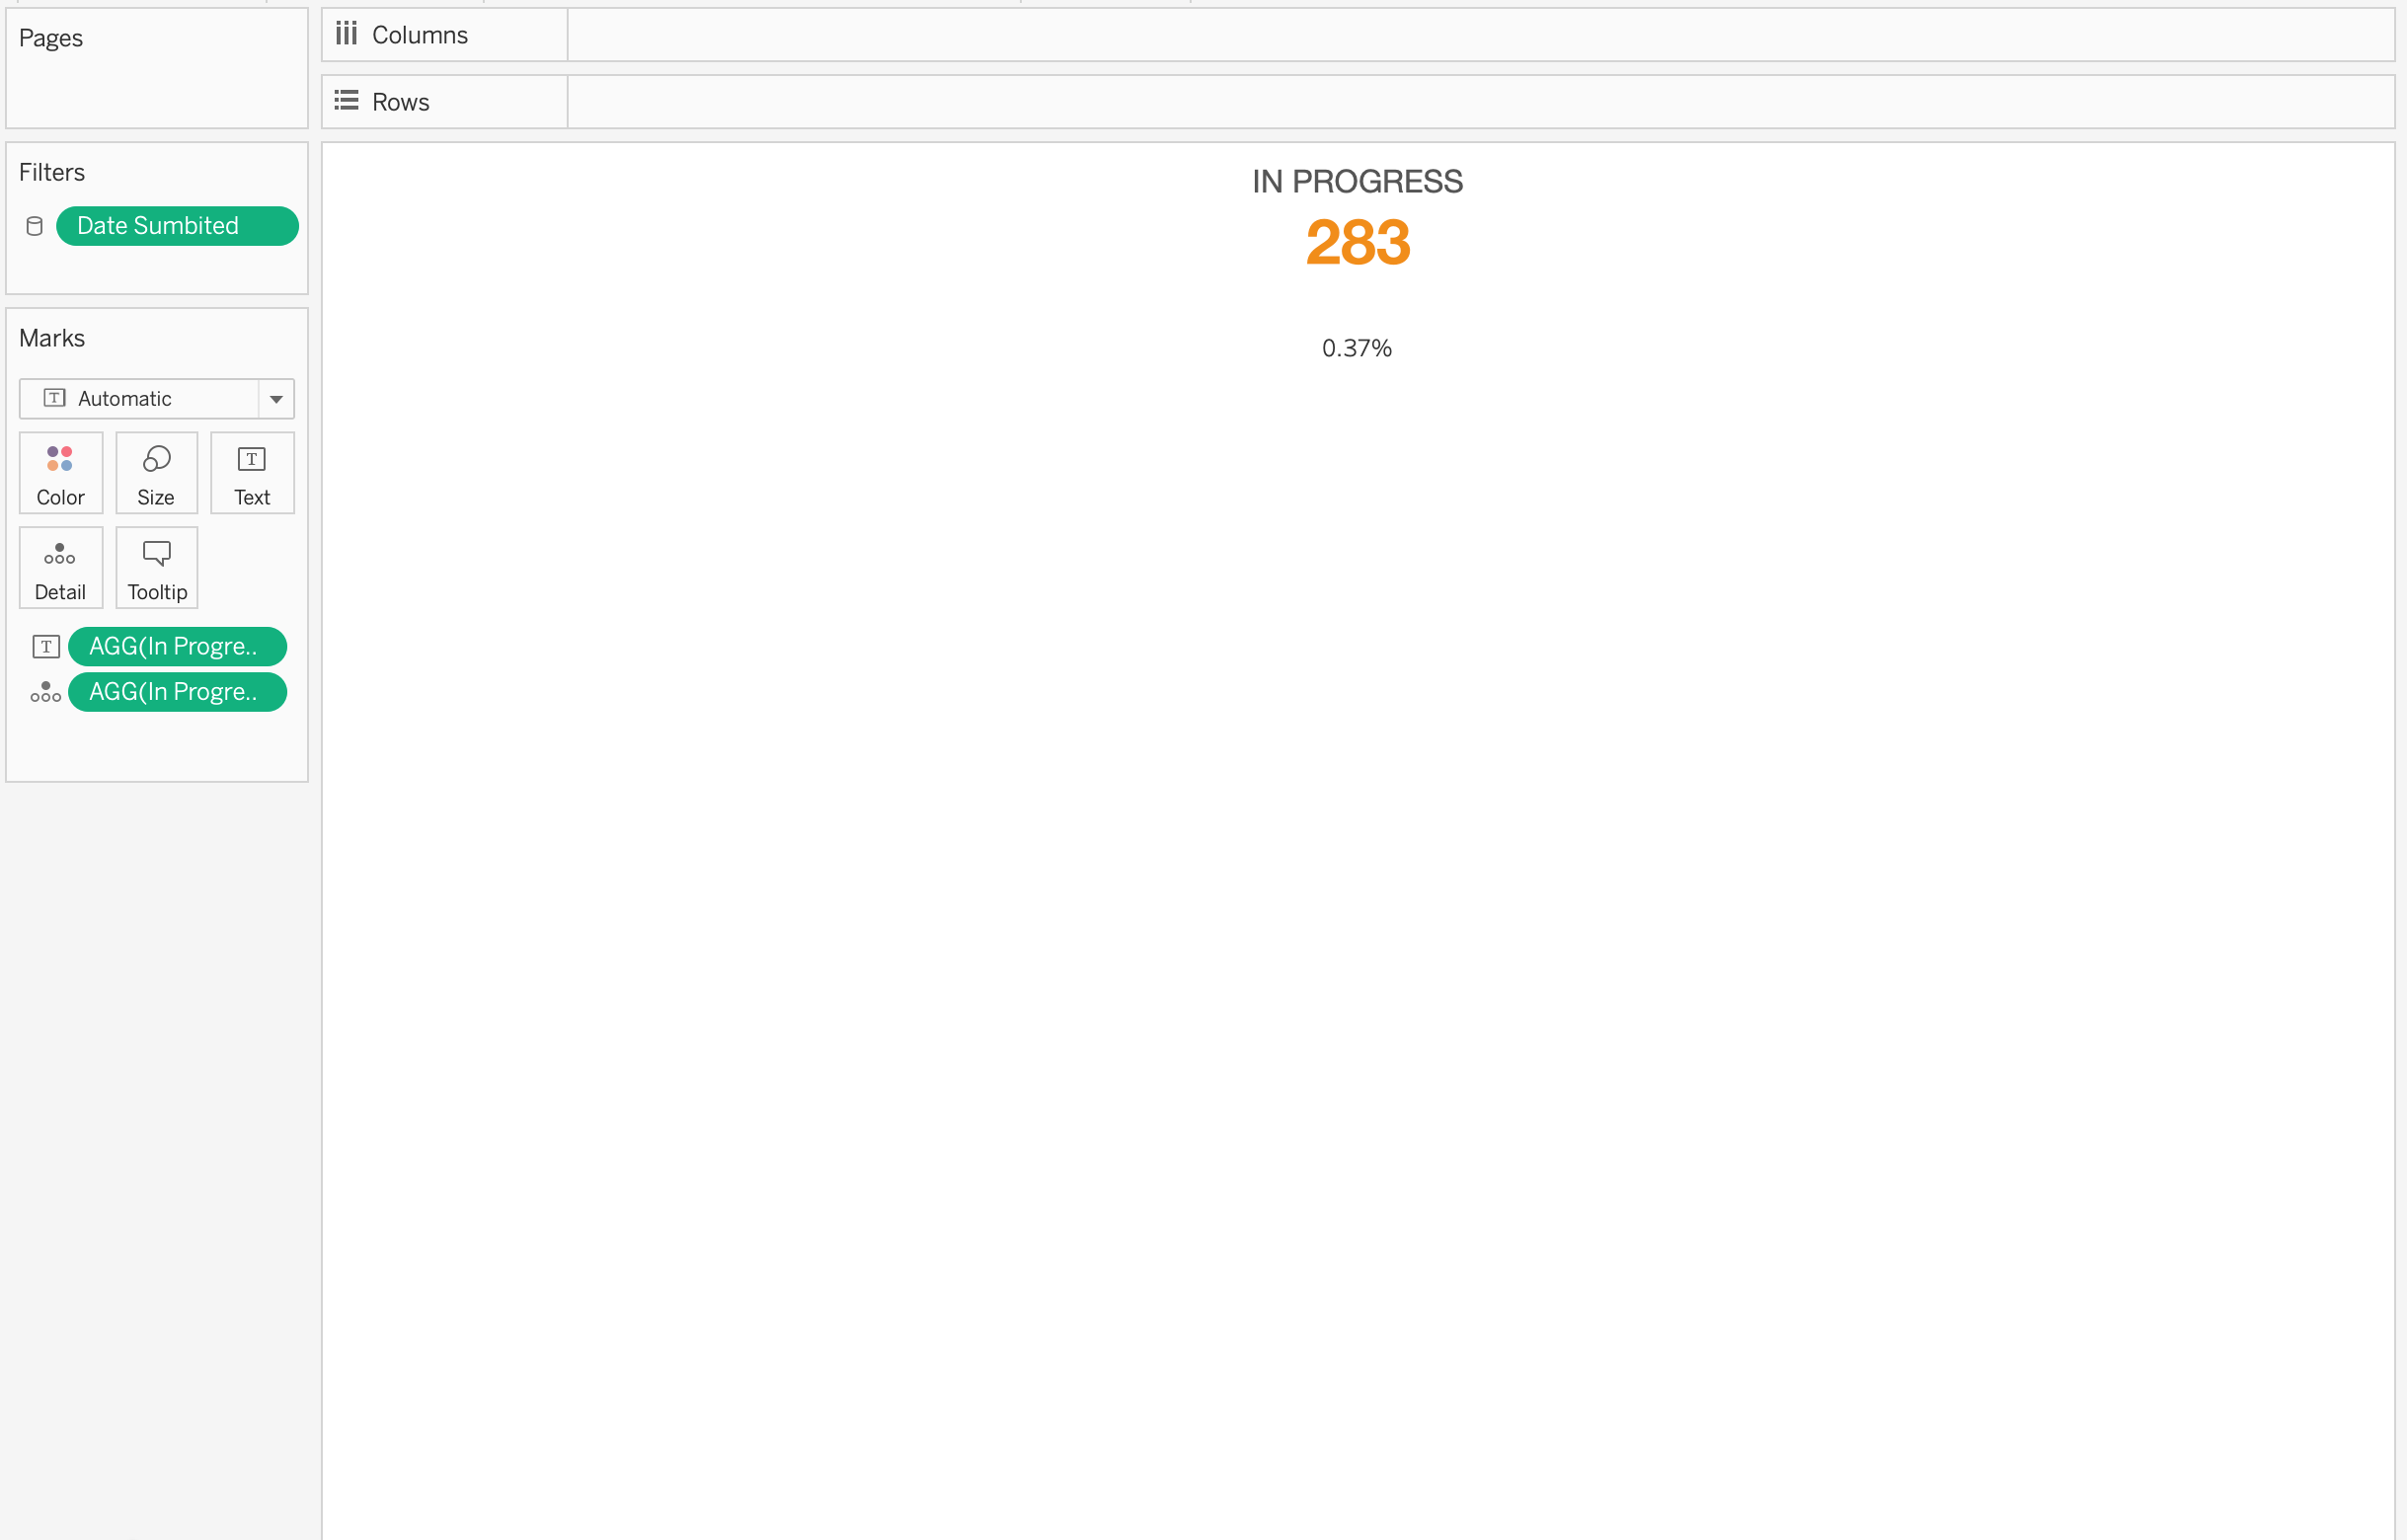 Pages
Columns
Rows
Filters
Date Sumbited
IN PROGRESS
283
0.37%
Marks
T Automatic
Color
Size
T
Text
Detail
Tooltip
T AGG(In Progre..
AGG(In Progre..